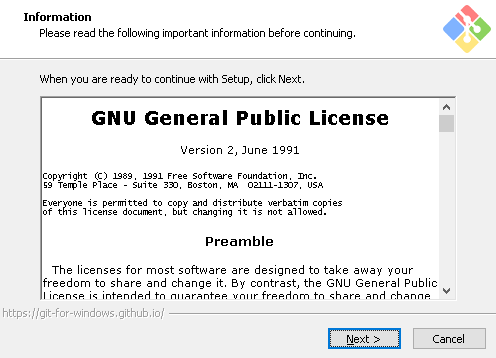 Information
Please read the following important information before continuing.
When you are ready to continue with Setup, click Next.
GNU General Public License
Version 2, June 1991
Copyright (C) 1989, 1991 Free Software Foundation, Inc.
59 Temple Place - Suite 330, Boston, MA  02111-1307, USA
Everyone is permitted to copy and distribute verbatim copies
of this license document, but changing it is not allowed.
Preamble
The licenses for most software are designed to take away your
freedom to share and change it. By contrast, the GNU General Public
License is intended to guarantee your freedom to share and change
https://git-for-windows.github.io/
Next >
Cancel